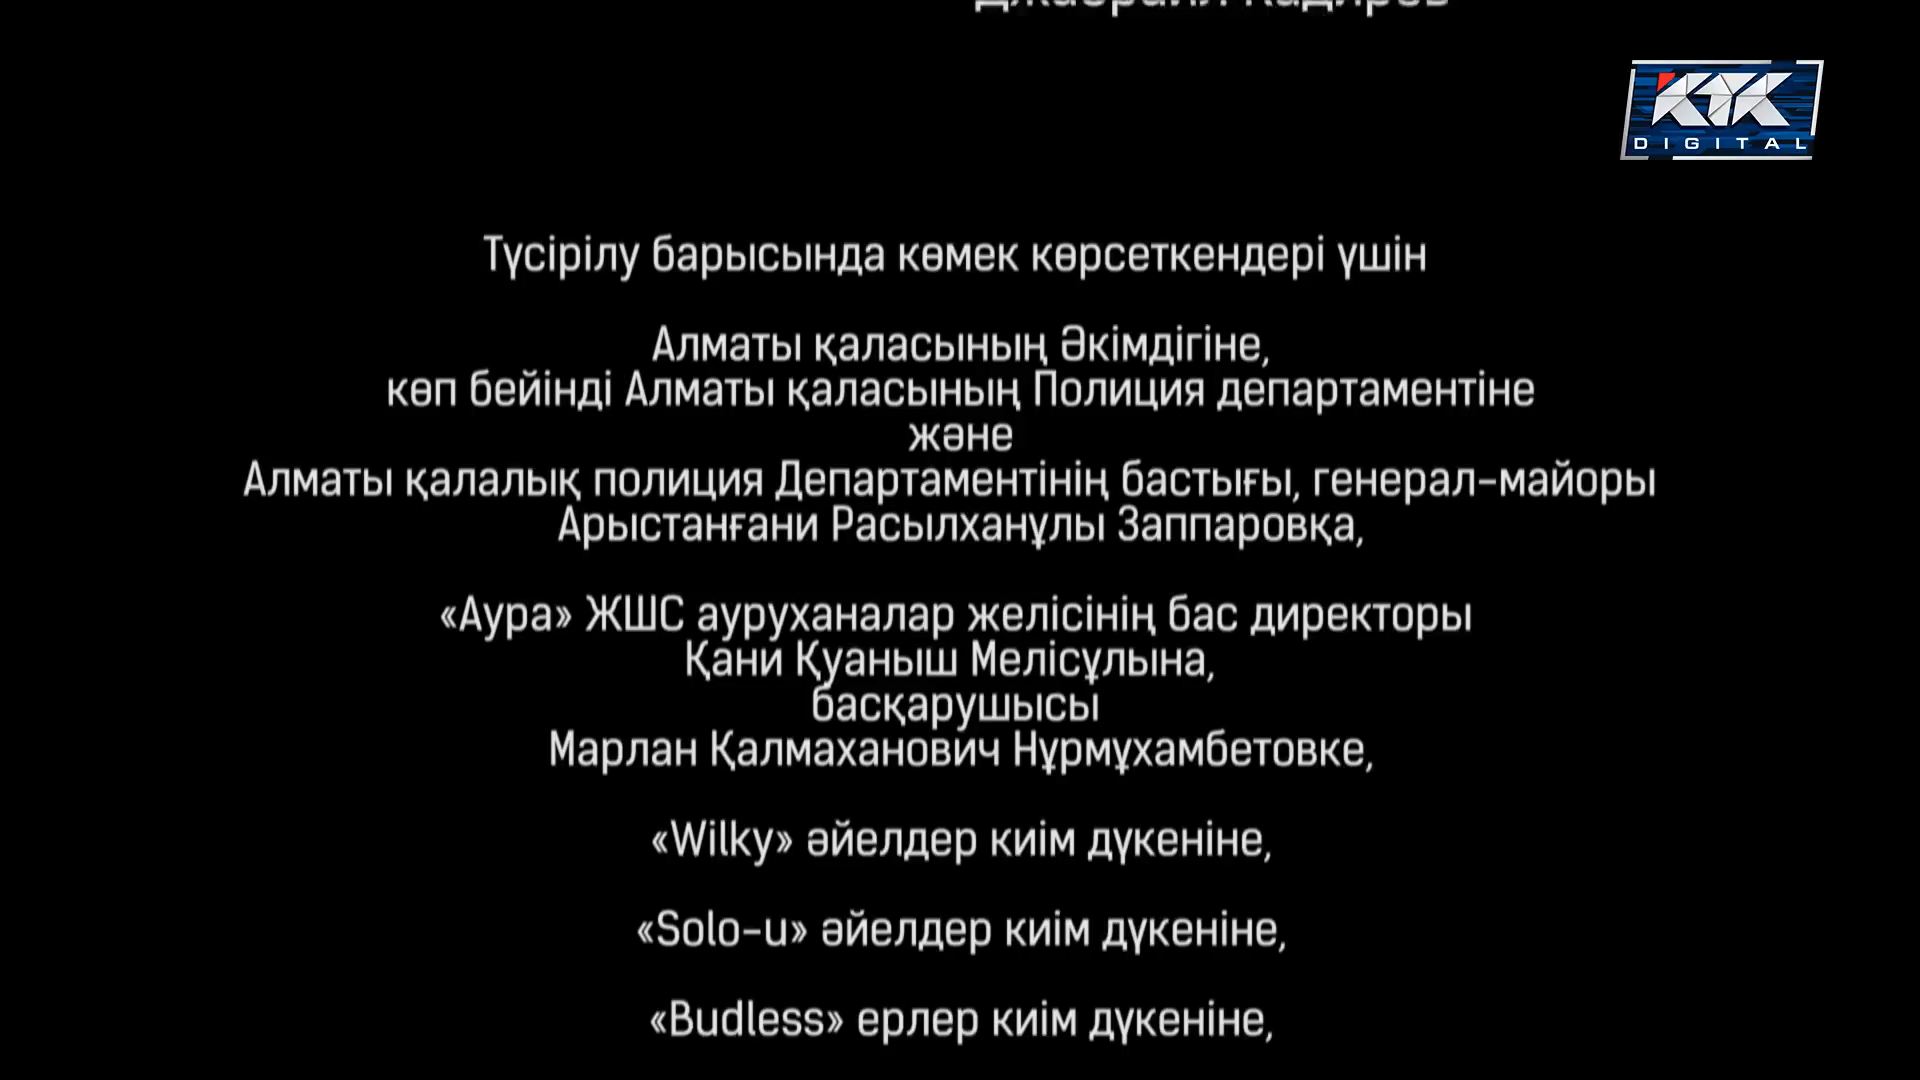 КТК
DIGITAL
Түсірілу барысында көмек көрсеткендері үшін
Алматы қаласының Әкімдігіне,
көп бейінді Алматы қаласының Полиция департаментіне
және
Алматы қалалық полиция Департаментінің бастығы, генерал-майоры
Арыстанғани Расылханұлы Заппаровқа,
«Аура» ЖШС ауруханалар желісінің бас директоры
Қани Қуаныш Мелісұлына,
басқарушысы
Марлан Қалмаханович Нұрмұхамбетовке,
«Wilky» әйелдер киім дүкеніне,
«Solo-u» әйелдер киім дүкеніне,
«Budless» ерлер киім дүкеніне,